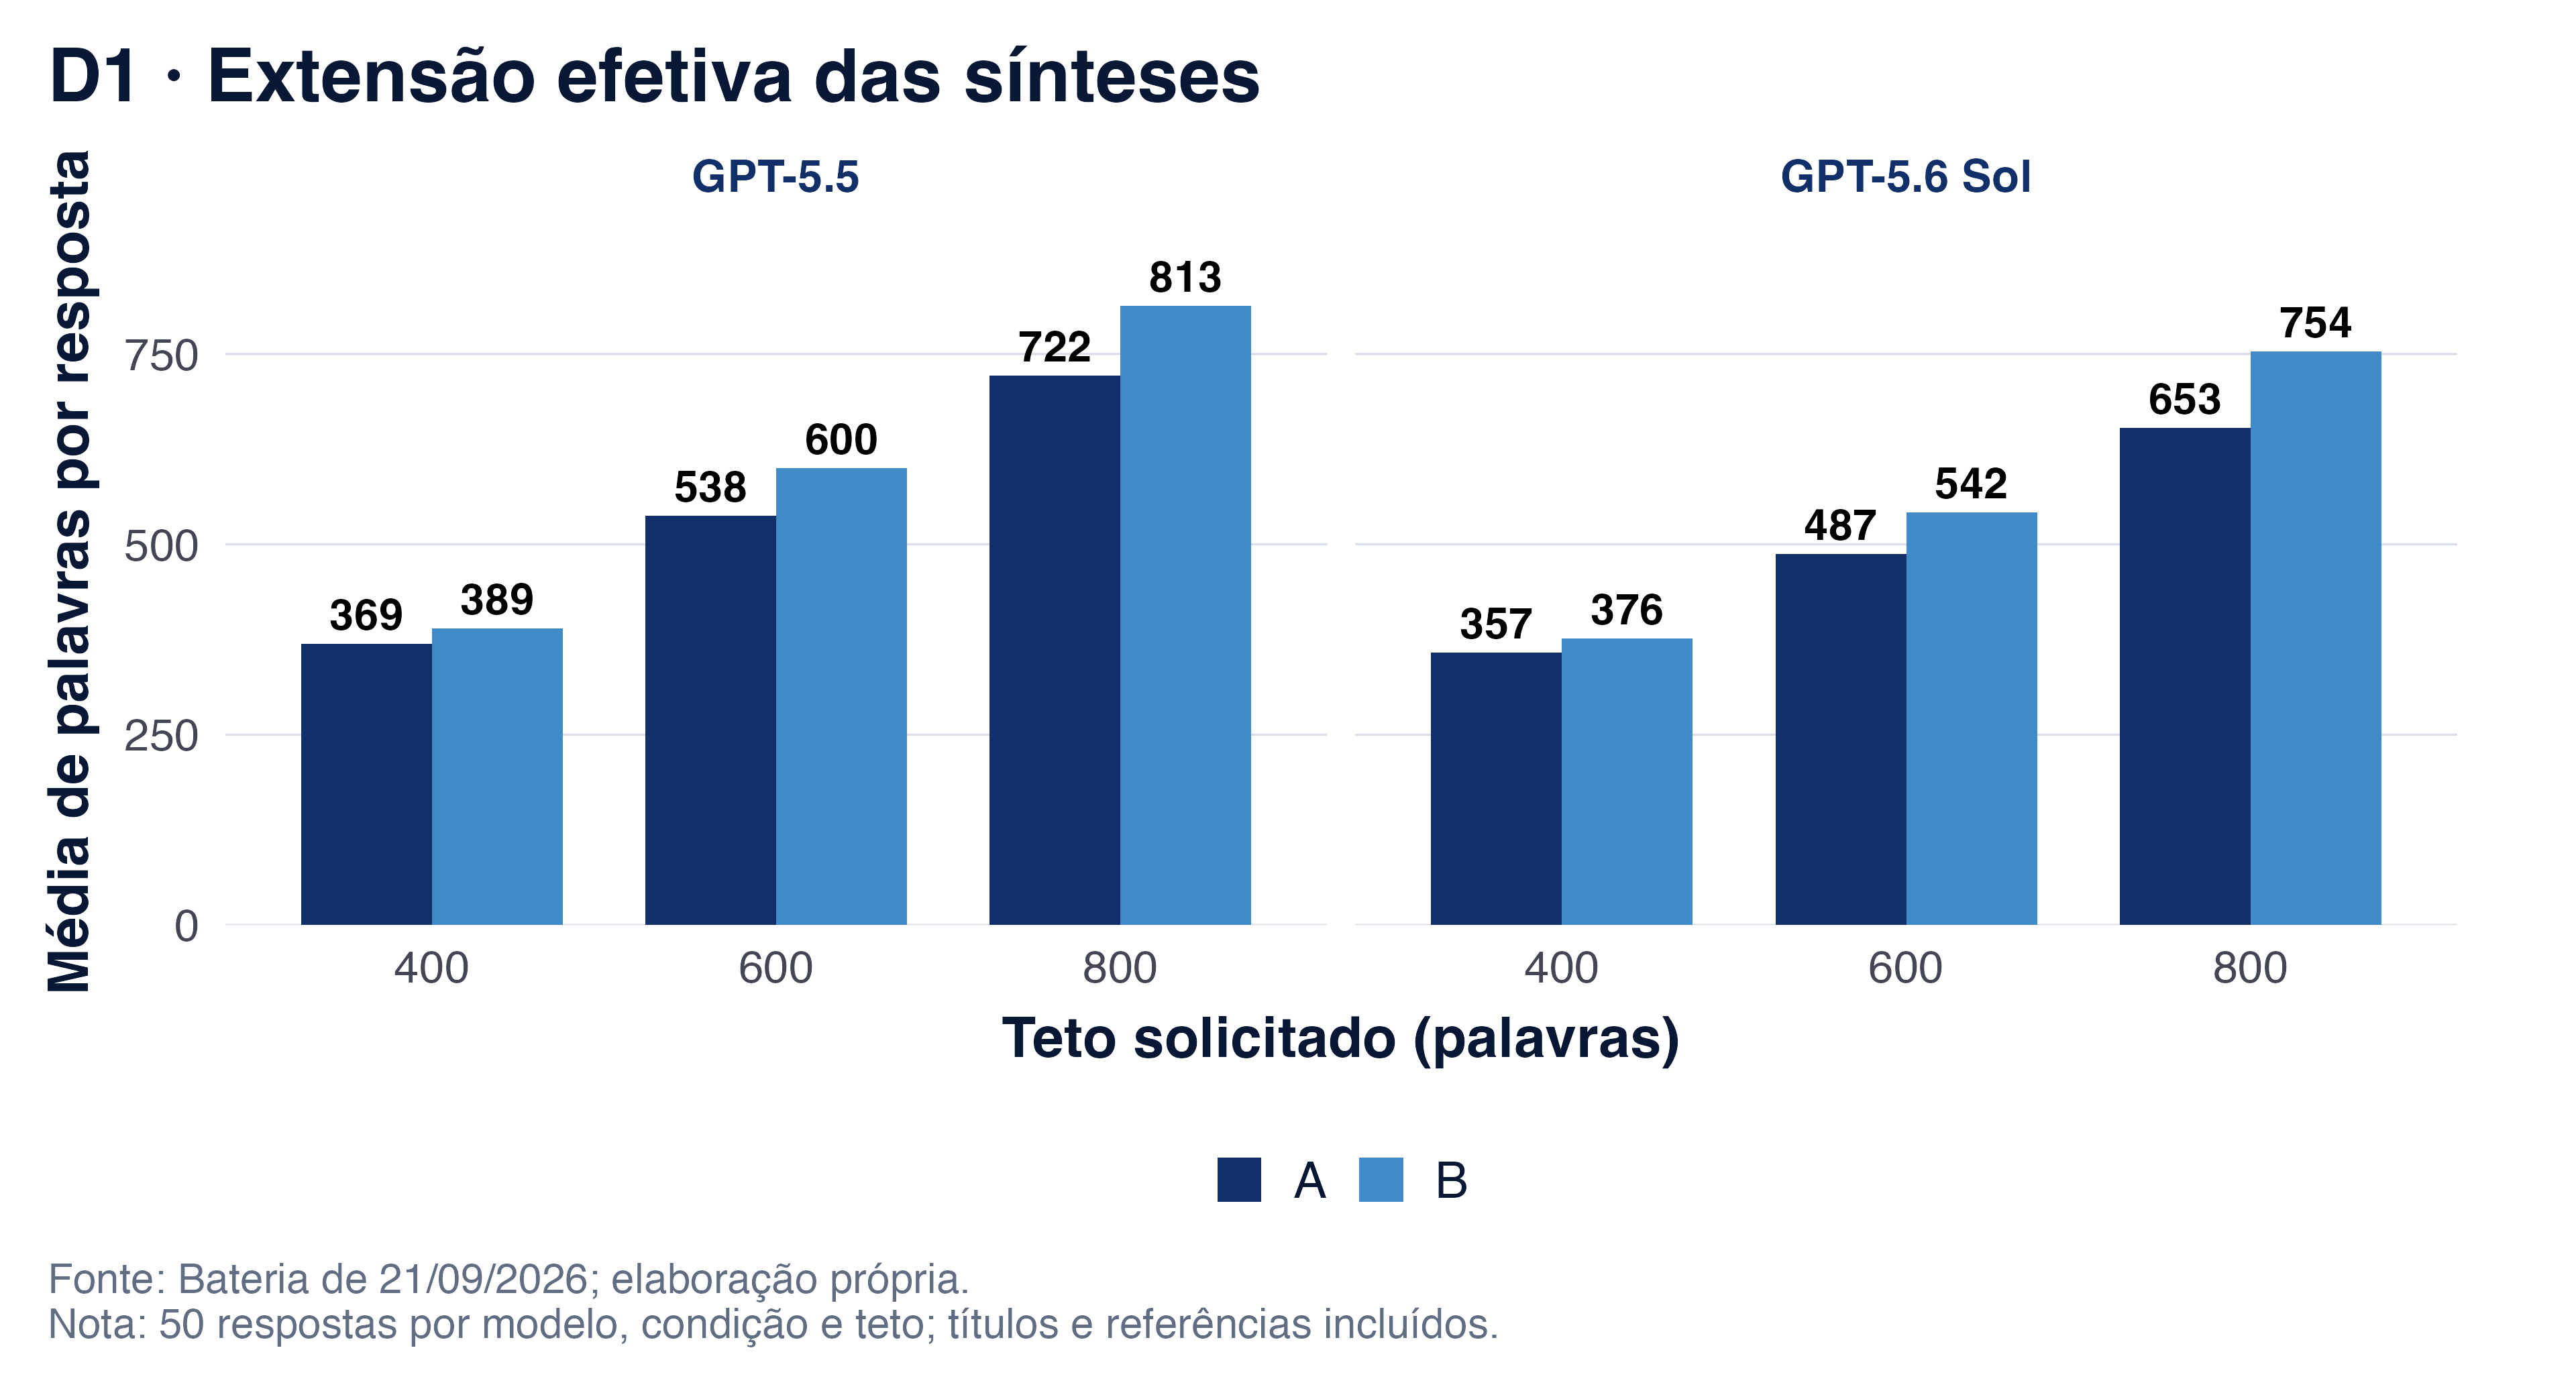 D1 · Extensão efetiva das sínteses
Média de palavras por resposta
GPT-5.5
GPT-5.6 Sol
750
500
250
0
369
389
538
600
722
813
357
376
487
542
653
754
400
600
800
400
600
800
Teto solicitado (palavras)
A
B
Fonte: Bateria de 21/09/2026; elaboração própria.
Nota: 50 respostas por modelo, condição e teto; títulos e referências incluídos.